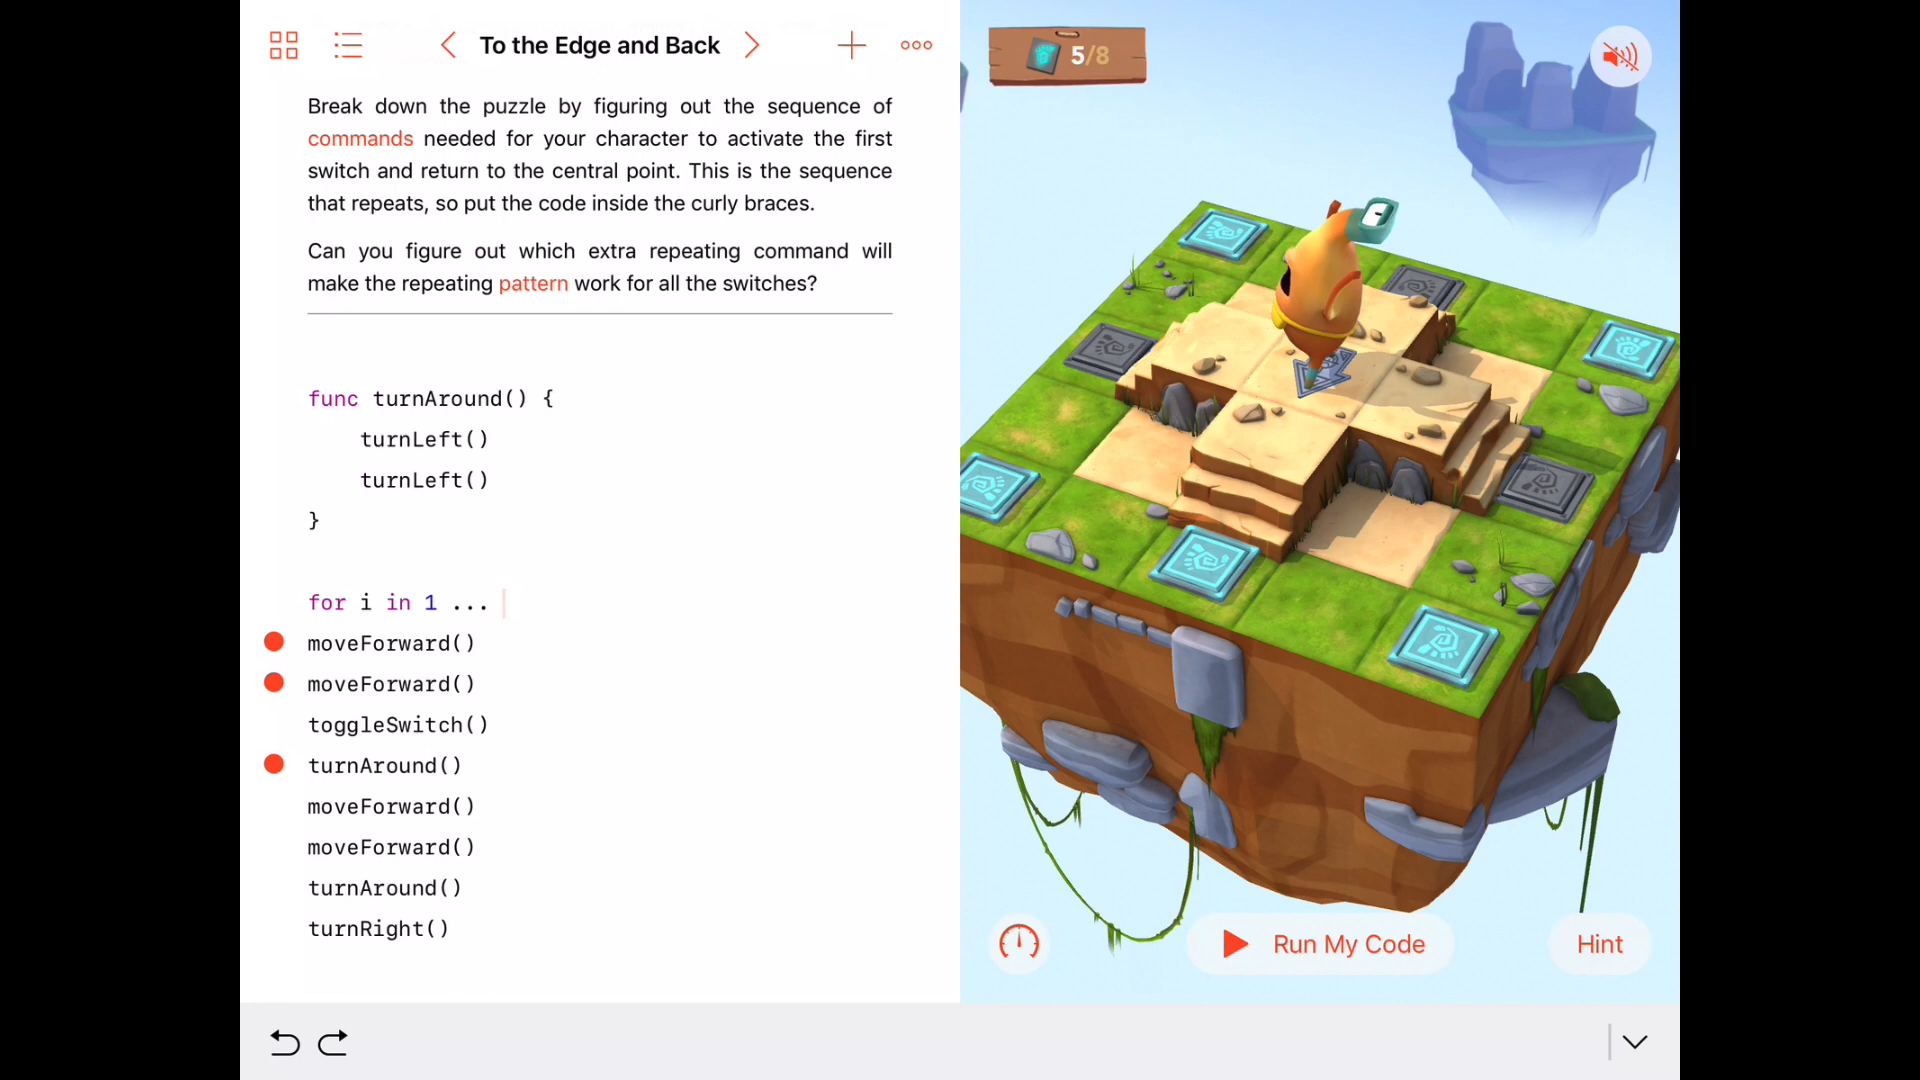 To the Edge and Back
Break down the puzzle by figuring out the sequence of
commands needed for your character to activate the first
switch and return to the central point. This is the sequence
that repeats, so put the code inside the curly braces.
Can you figure out which extra repeating command will
make the repeating pattern work for all the switches?
func turnAround() {
turnLeft()
turnLeft()
}
for i in 1 ...
moveForward()
moveForward()
toggleSwitch()
turnAround()
moveForward()
moveForward()
turnAround()
turnRight()
5/8
Run My Code
Hint